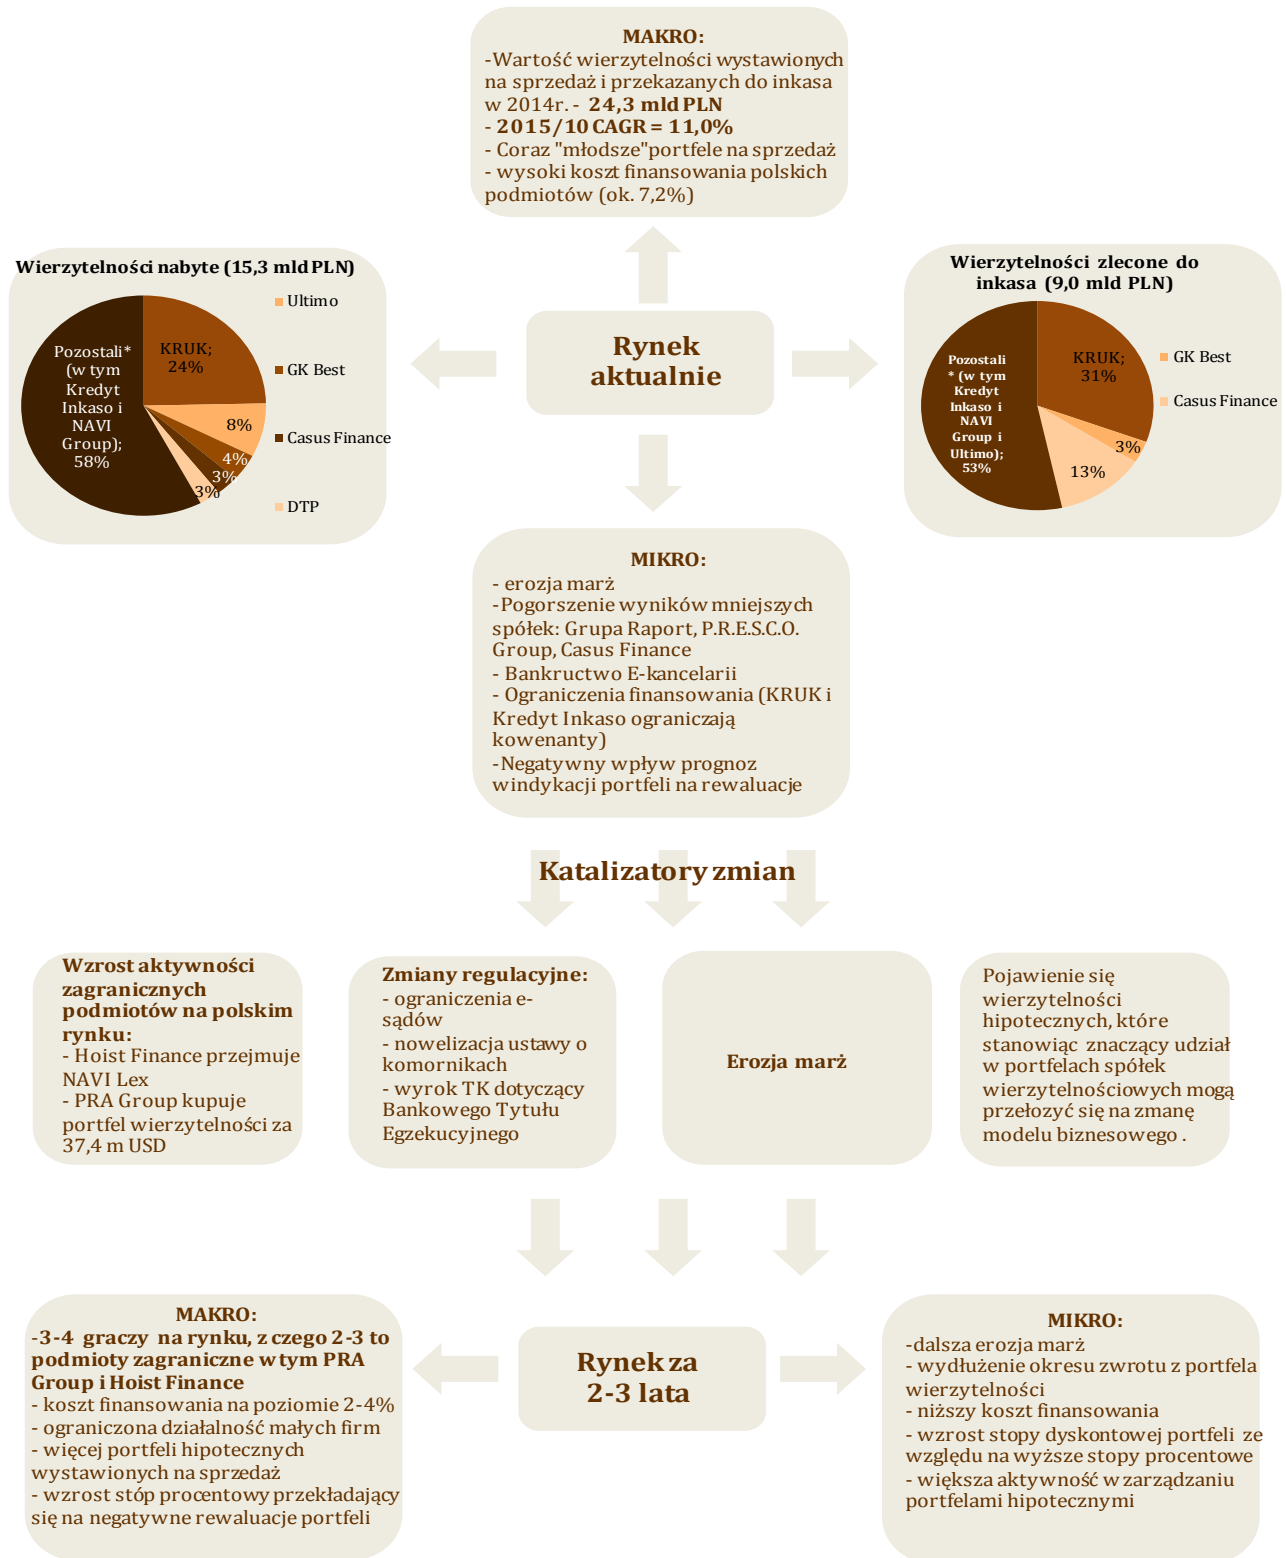 MAKRO:
-Wartość wierzytelności wystawionych
na sprzedaż i przekazanych do inkasa
w 2014r. - 24,3 mld PLN
- 2015/10 CAGR = 11,0%
- Coraz "młodsze"portfele na sprzedaż
- wysoki koszt finansowania polskich
podmiotów (ok. 7,2%)
Wierzytelności nabyte (15,3 mld PLN)
Pozostali*
(w tym
Kredyt
Inkaso i
NAVI
Group);
58%
KRUK;
24%
8%
4%
3%
3%
Ultimo
GK Best
Casus Finance
DTP
Rynek
aktualnie
Wierzytelności zlecone do
inkasa (9,0 mld PLN)
Pozostali
* (w tym
Kredyt
Inkaso i
NAVI
Group i
Ultimo);
53%
KRUK;
31%
3%
13%
GK Best
Casus Finance
MIKRO:
- erozja marż
-Pogorszenie wyników mniejszych
spółek: Grupa Raport, P.R.E.S.C.O.
Group, Casus Finance
- Bankructwo E-kancelarii
- Ograniczenia finansowania (KRUK i
Kredyt Inkaso ograniczają
kowenanty)
-Negatywny wpływ prognoz
windykacji portfeli na rewaluacje
Katalizatory zmian
Wzrost aktywności
zagranicznych
podmiotów na polskim
rynku:
- Hoist Finance przejmuje
NAVI Lex
- PRA Group kupuje
portfel wierzytelności za
37,4 m USD
Zmiany regulacyjne:
- ograniczenia e-
sądów
- nowelizacja ustawy o
komornikach
- wyrok TK dotyczący
Bankowego Tytułu
Egzekucyjnego
Erozja marż
Pojawienie się
wierzytelności
hipotecznych, które
stanowiąc znaczący udział
w portfelach spółek
wierzytelnościowych mogą
przełozyć się na zmanę
modelu biznesowego .
MAKRO:
-3-4 graczy na rynku, z czego 2-3 to
podmioty zagraniczne w tym PRA
Group i Hoist Finance
- koszt finansowania na poziomie 2-4%
- ograniczona działalność małych firm
- więcej portfeli hipotecznych
wystawionych na sprzedaż
- wzrost stóp procentowy przekładający
się na negatywne rewaluacje portfeli
Rynek za
2-3 lata
MIKRO:
-dalsza erozja marż
- wydłużenie okresu zwrotu z portfela
wierzytelności
- niższy koszt finansowania
- wzrost stopy dyskontowej portfeli ze
względu na wyższe stopy procentowe
- większa aktywność w zarządzaniu
portfelami hipotecznymi